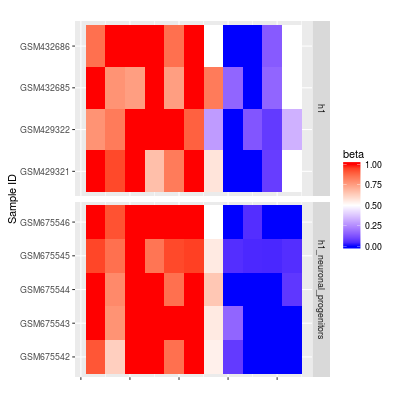 GSM432686
GSM432685
GSM429322
GSM429321
h1
Sample ID
GSM675546
GSM675545
GSM675544
GSM675543
GSM675542
h1_neuronal_progenitors
beta
1.00
0.75
0.50
0.25
0.00